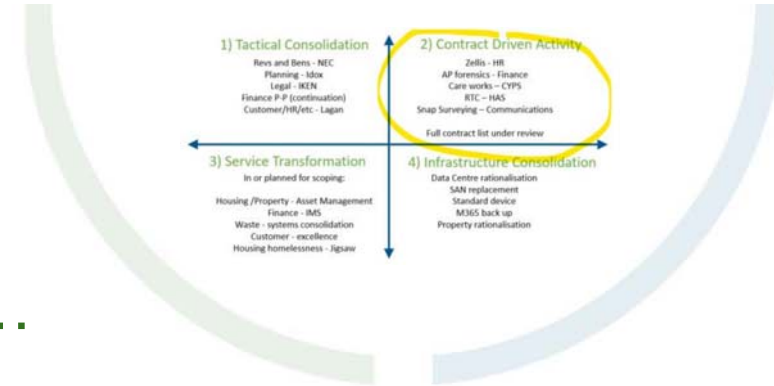 1) Tactical Consolidation
Revs and Bens - NEC
Planning - Idox
Legal - IKEN
Finance P-P (continuation)
Customer/HR/etc - Lagan
2) Contract Driven Activity
Zellis - HR
AP forensics - Finance
Care works – CYPS
RTC – HAS
Snap Surveying – Communications
Full contract list under review
3) Service Transformation
In or planned for scoping:
Housing /Property - Asset Management
Finance - IMS
Waste - systems consolidation
Customer - excellence
Housing homelessness - Jigsaw
4) Infrastructure Consolidation
Data Centre rationalisation
SAN replacement
Standard device
M365 back up
Property rationalisation
..